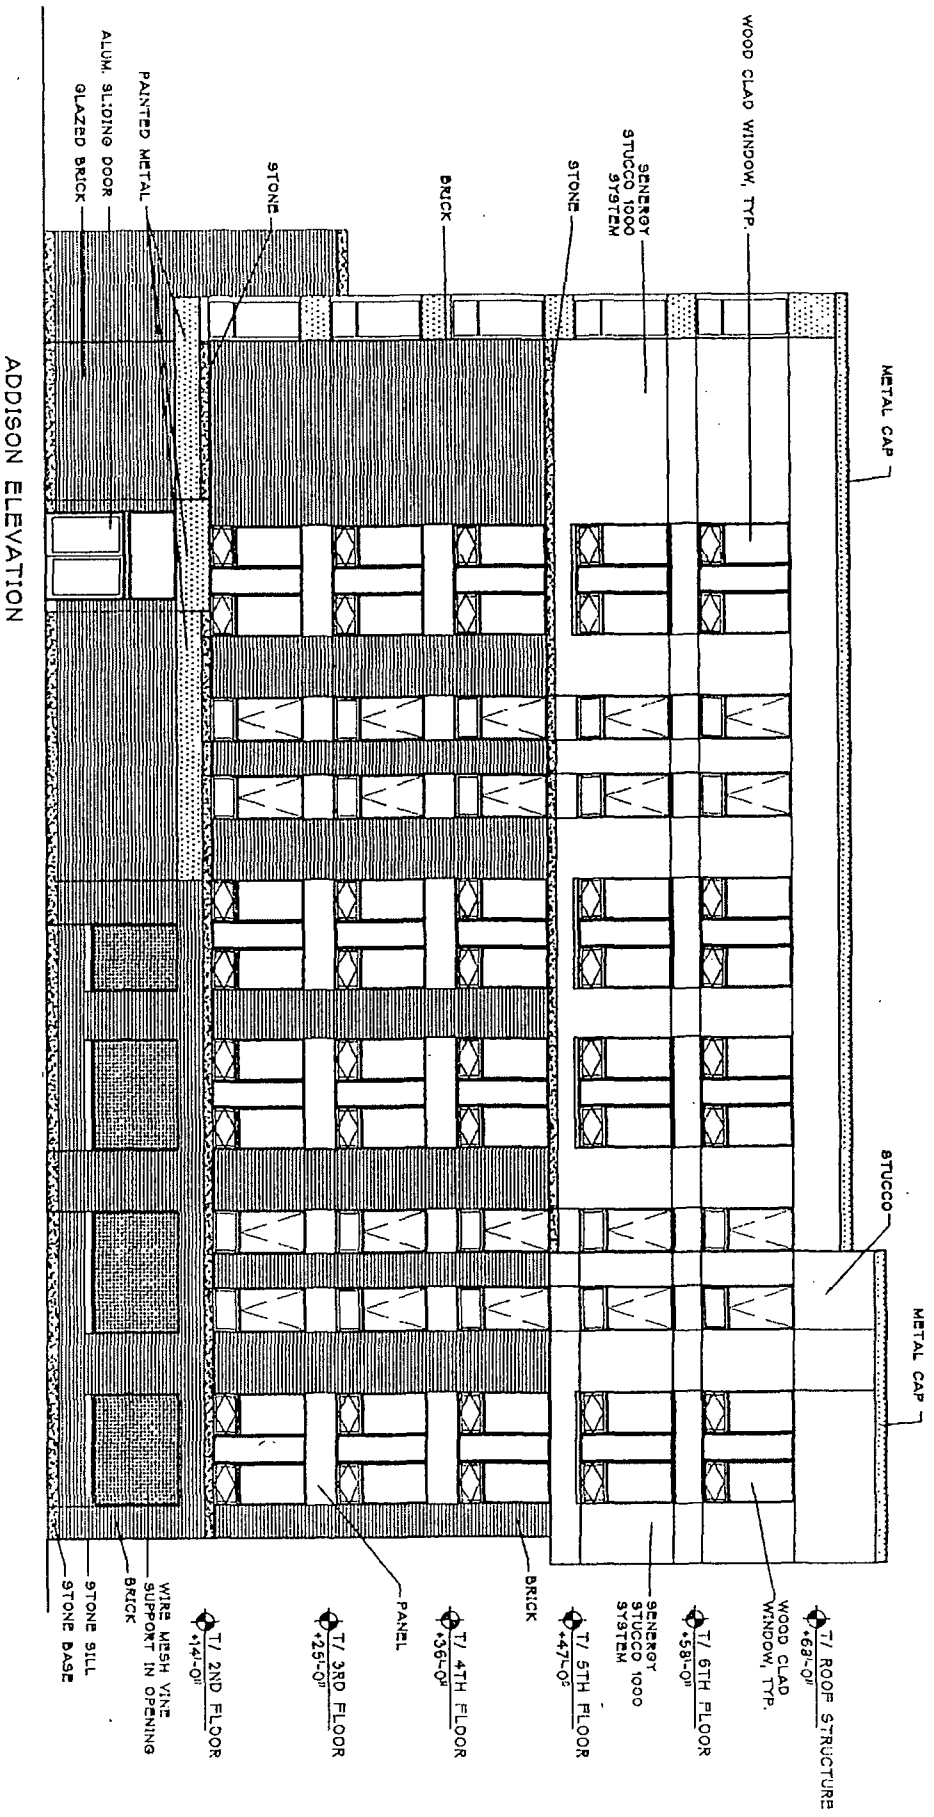 WOOD CLAD WINDOW, TYP.
SENERGY
STUCCO 1000
SYSTEM
STONE
BRICK
STONE
PAINTED METAL
ALUM. SLIDING DOOR
GLAZED BRICK
METAL CAP
STUCCO
METAL CAP
T/ ROOF STRUCTURE
+68'-0"
WOOD CLAD
WINDOW, TYP.
T/ 6TH FLOOR
+58'-0"
SENERGY
STUCCO 1000
SYSTEM
T/ 5TH FLOOR
+47'-0"
BRICK
T/ 4TH FLOOR
+36'-0"
PANEL
T/ 3RD FLOOR
+25'-0"
T/ 2ND FLOOR
+14'-0"
WIRE MESH VINE
SUPPORT IN OPENING
BRICK
STONE SILL
STONE BASE
ADDISON ELEVATION